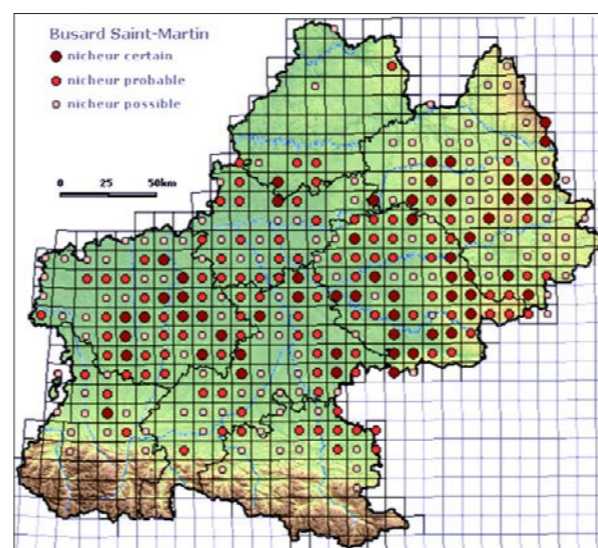 Busard Saint-Martin
nicheur certain
nicheur probable
nicheur possible
0 25 50km